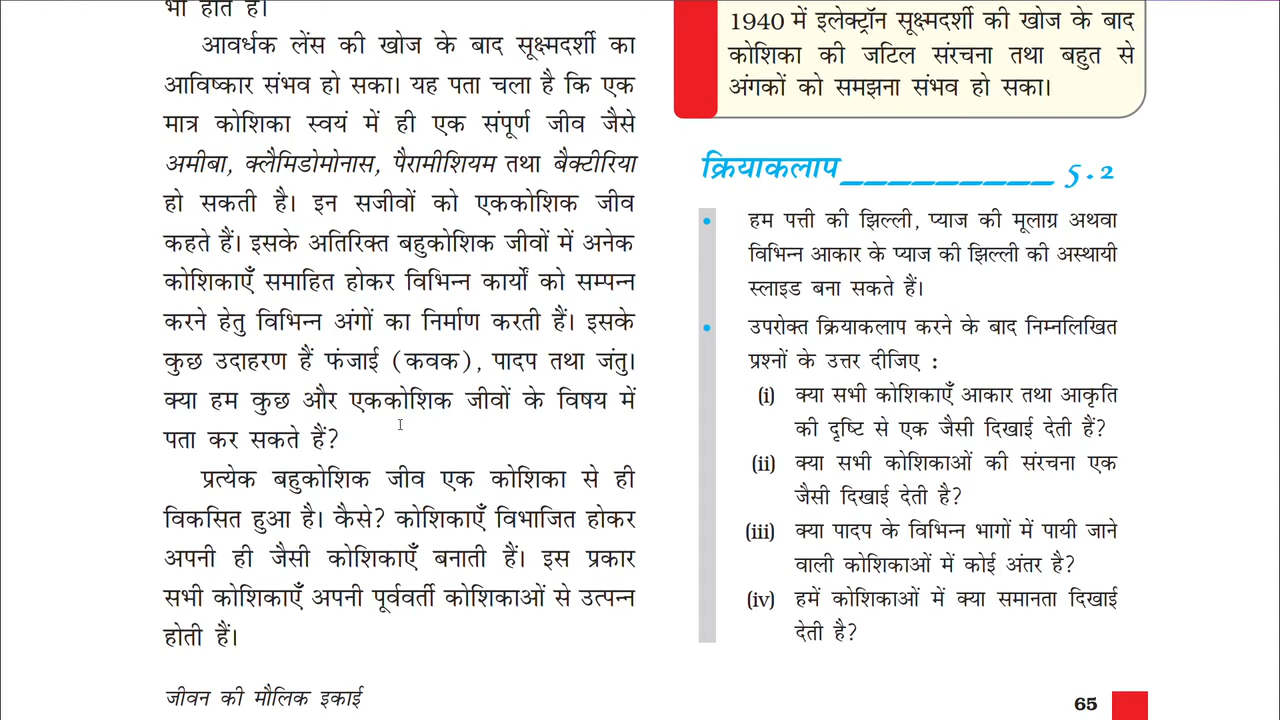 भी होते हैं।
आवर्धक लेंस की खोज के बाद सूक्ष्मदर्शी का
आविष्कार संभव हो सका। यह पता चला है कि एक
मात्र कोशिका स्वयं में ही एक संपूर्ण जीव जैसे
अमीबा, क्लैमिडोमोनास, पैरामीशियम तथा बैक्टीरिया
हो सकती है। इन सजीवों को एककोशिक जीव
कहते हैं। इसके अतिरिक्त बहुकोशिक जीवों में अनेक
कोशिकाएँ समाहित होकर विभिन्न कार्यों को सम्पन्न
करने हेतु विभिन्न अंगों का निर्माण करती हैं। इसके
कुछ उदाहरण हैं फंजाई (कवक), पादप तथा जंतु।
क्या हम कुछ और एककोशिक जीवों के विषय में
पता कर सकते हैं?
प्रत्येक बहुकोशिक जीव एक कोशिका से ही
विकसित हुआ है। कैसे? कोशिकाएँ विभाजित होकर
अपनी ही जैसी कोशिकाएँ बनाती हैं। इस प्रकार
सभी कोशिकाएँ अपनी पूर्ववर्ती कोशिकाओं से उत्पन्न
होती हैं।
जीवन की मौलिक इकाई
1940 में इलेक्ट्रॉन सूक्ष्मदर्शी की खोज के बाद
कोशिका की जटिल संरचना तथा बहुत से
अंगकों को समझना संभव हो सका।
क्रियाकलाप_________ 5.2
• हम पत्ती की झिल्ली, प्याज की मूलाग्र अथवा
विभिन्न आकार के प्याज की झिल्ली की अस्थायी
स्लाइड बना सकते हैं।
• उपरोक्त क्रियाकलाप करने के बाद निम्नलिखित
प्रश्नों के उत्तर दीजिए :
(i) क्या सभी कोशिकाएँ आकार तथा आकृति
की दृष्टि से एक जैसी दिखाई देती हैं?
(ii) क्या सभी कोशिकाओं की संरचना एक
जैसी दिखाई देती है?
(iii) क्या पादप के विभिन्न भागों में पायी जाने
वाली कोशिकाओं में कोई अंतर है?
(iv) हमें कोशिकाओं में क्या समानता दिखाई
देती है?
65